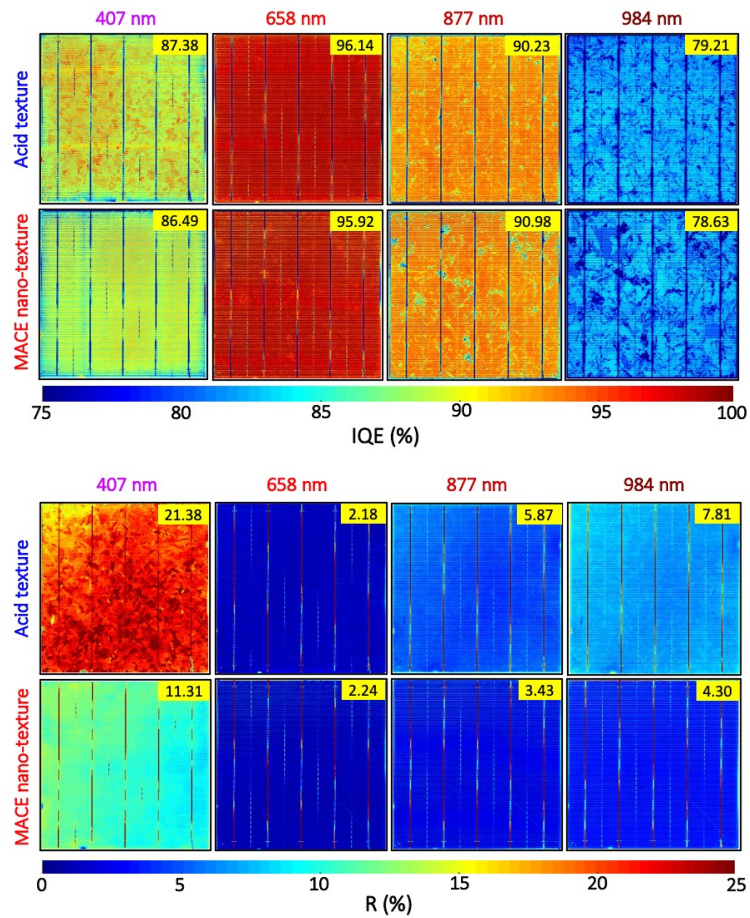 407 nm 658 nm 877 nm 984 nm
Acid texture
87.38 96.14 90.23 79.21
MACE nano-texture
86.49 95.92 90.98 78.63
75 80 85 90 95 100
IQE (%)
407 nm 658 nm 877 nm 984 nm
Acid texture
21.38 2.18 5.87 7.81
MACE nano-texture
11.31 2.24 3.43 4.30
0 5 10 15 20 25
R (%)